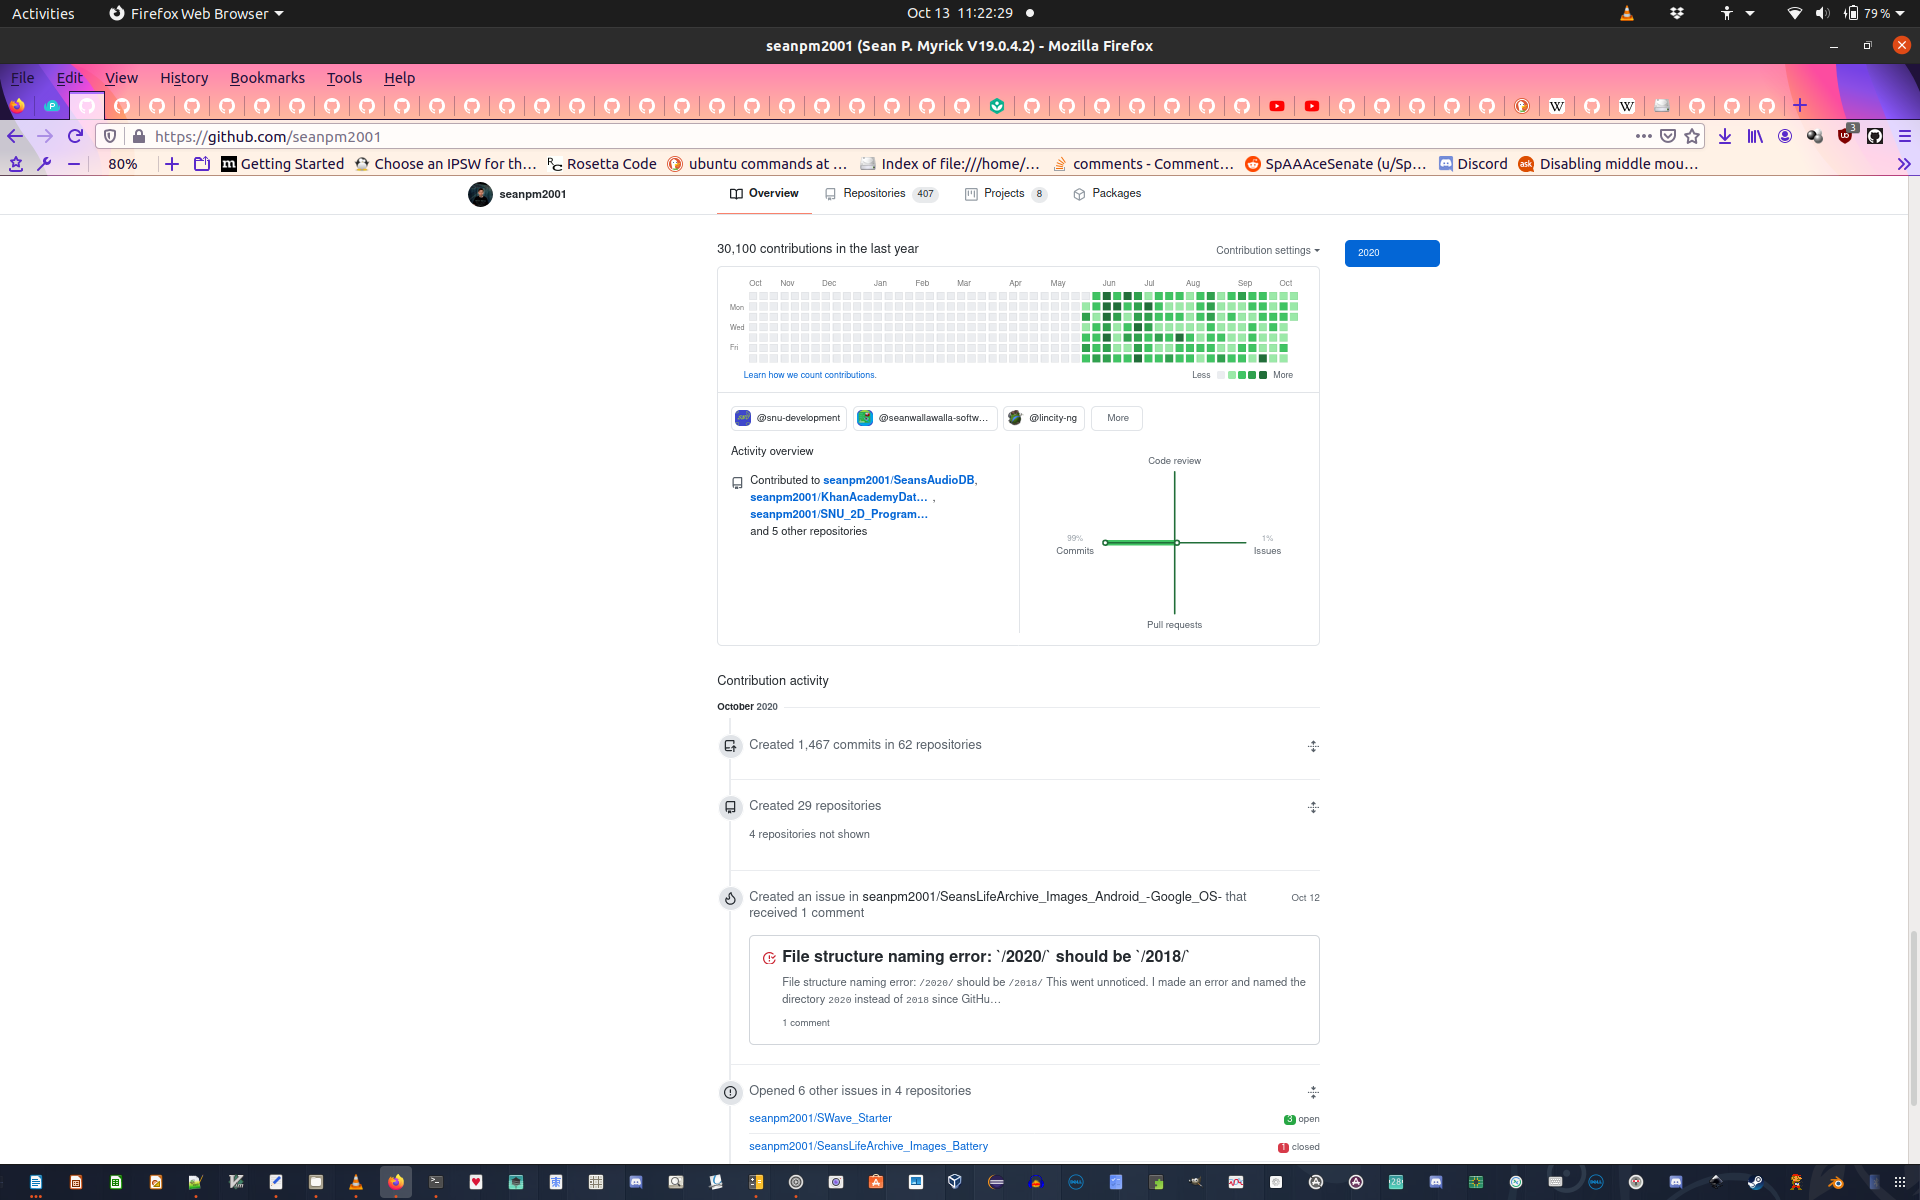 Activities Firefox Web Browser Oct 13 11:22:29 79 %
seanpm2001 (Sean P. Myrick V19.0.4.2) - Mozilla Firefox
File Edit View History Bookmarks Tools Help
https://github.com/seanpm2001 3
80% Getting Started Choose an IPSW for th… Rosetta Code ubuntu commands at … Index of file:///home/… comments - Comment… SpAAAceSenate (u/Sp… Discord Disabling middle mou…
seanpm2001 Overview Repositories 407 Projects 8 Packages
30,100 contributions in the last year Contribution settings 2020
Oct Nov Dec Jan Feb Mar Apr May Jun Jul Aug Sep Oct
Mon
Wed
Fri
Learn how we count contributions. Less More
@snu-development @seanwallawalla-softw… @lincity-ng More
Activity overview
Code review
Contributed to seanpm2001/SeansAudioDB,
seanpm2001/KhanAcademyDat… ,
seanpm2001/SNU_2D_Program…
and 5 other repositories
99% 1%
Commits Issues
Pull requests
Contribution activity
October 2020
Created 1,467 commits in 62 repositories
Created 29 repositories
4 repositories not shown
Created an issue in seanpm2001/SeansLifeArchive_Images_Android_-Google_OS- that Oct 12
received 1 comment
File structure naming error: `/2020/` should be `/2018/`
File structure naming error: /2020/ should be /2018/ This went unnoticed. I made an error and named the
directory 2020 instead of 2018 since GitHu…
1 comment
Opened 6 other issues in 4 repositories
seanpm2001/SWave_Starter 3 open
seanpm2001/SeansLifeArchive_Images_Battery 1 closed